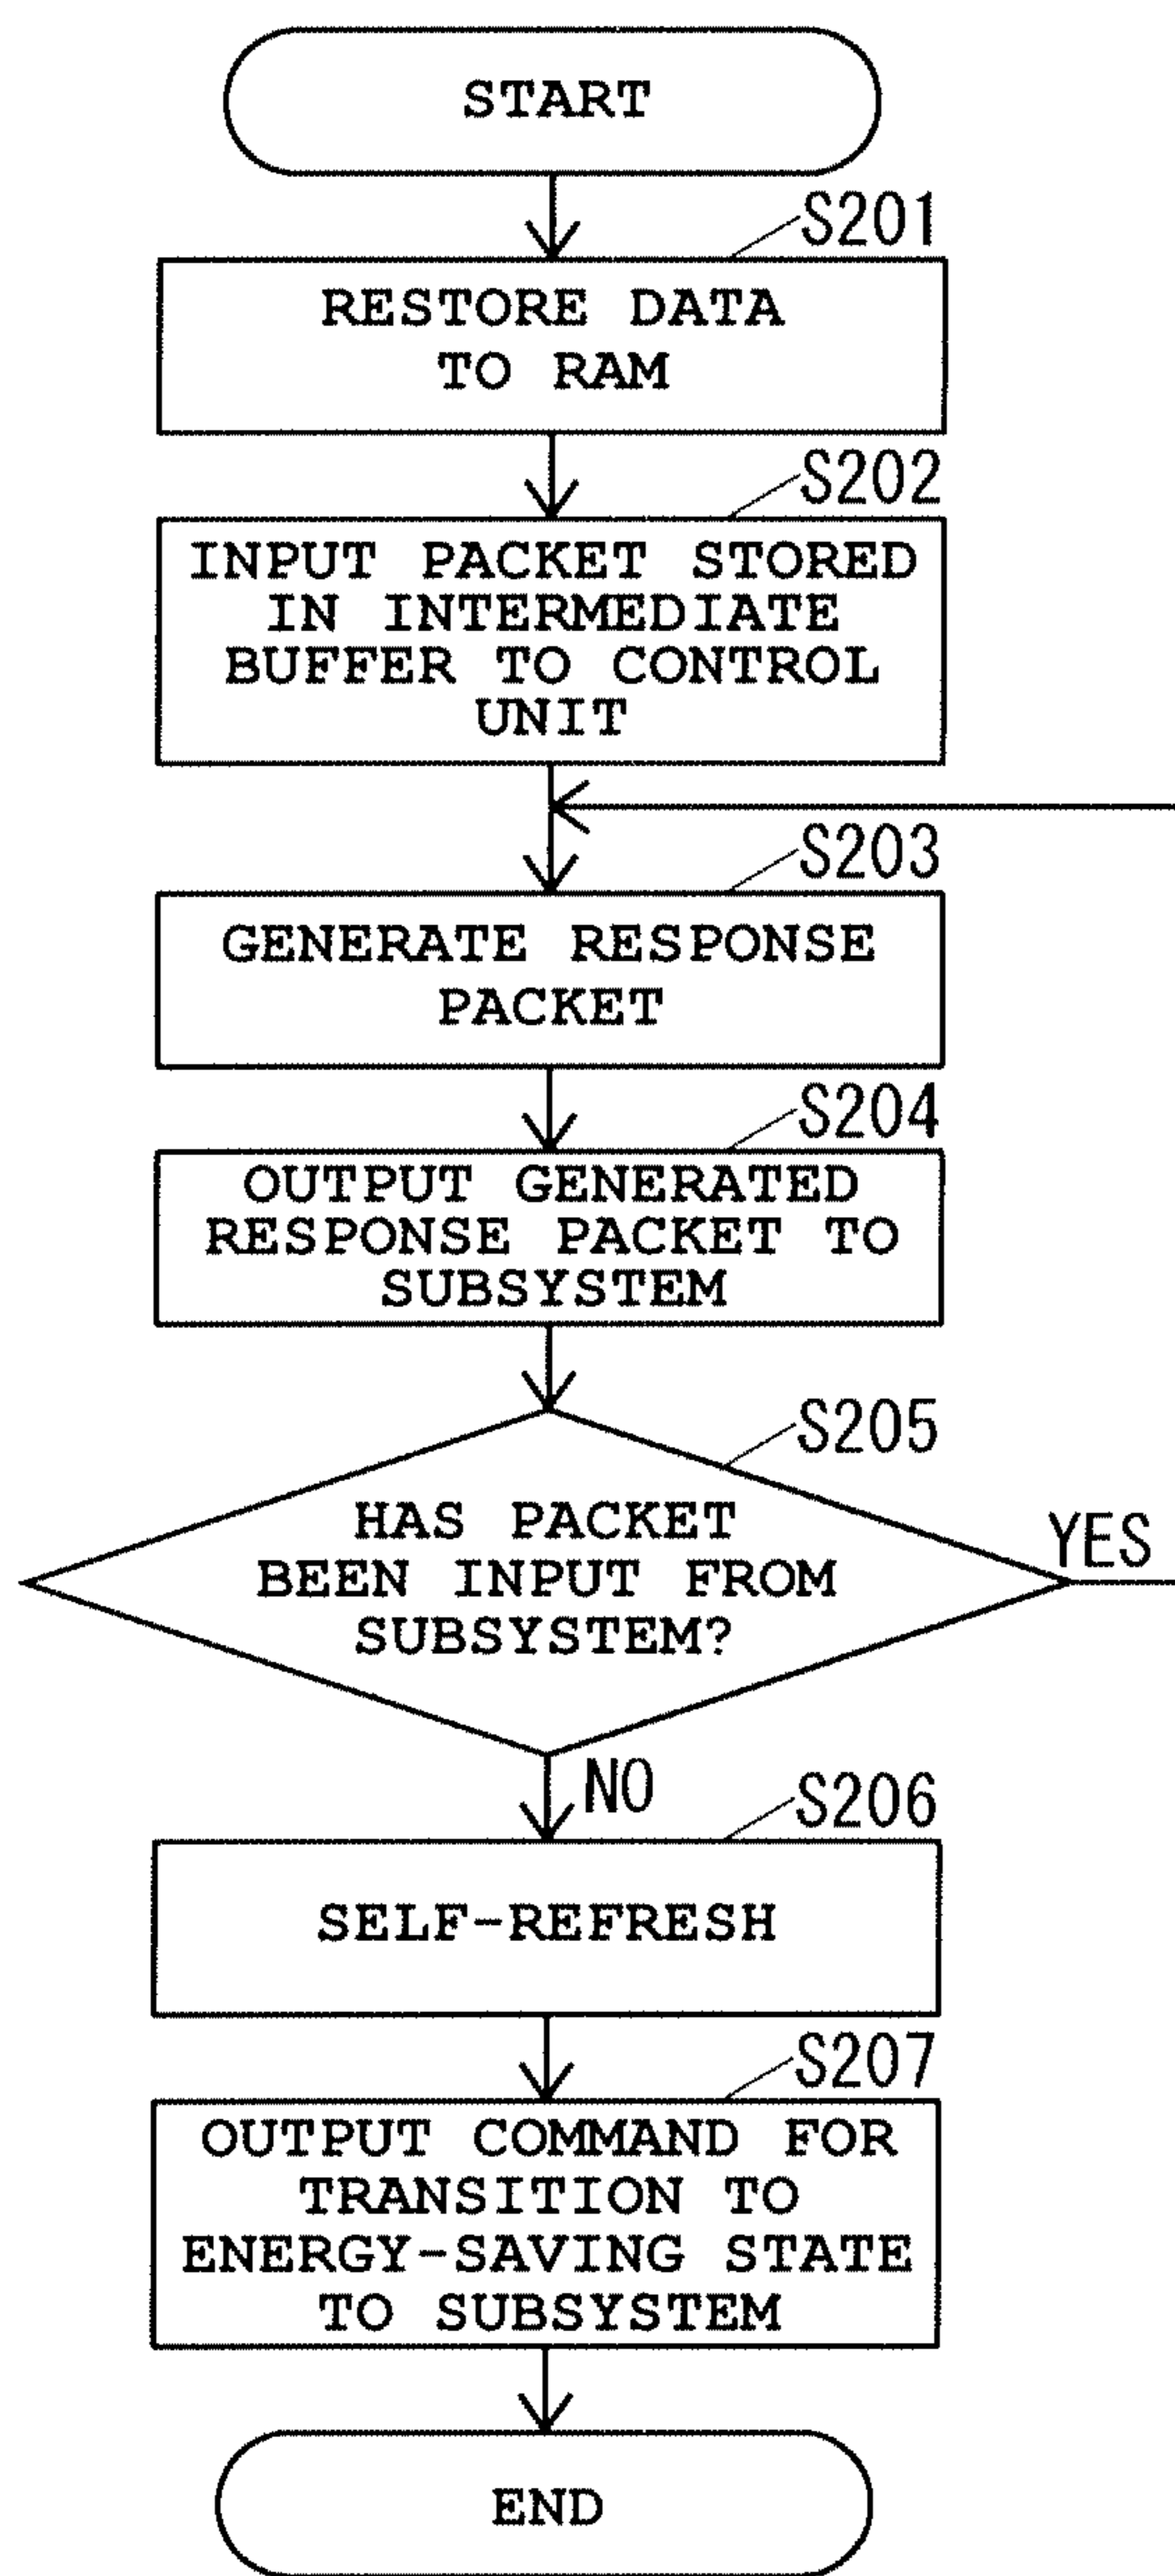 START
S201
RESTORE DATA
TO RAM
S202
INPUT PACKET STORED
IN INTERMEDIATE
BUFFER TO CONTROL
UNIT
S203
GENERATE RESPONSE
PACKET
S204
OUTPUT GENERATED
RESPONSE PACKET TO
SUBSYSTEM
S205
HAS PACKET
BEEN INPUT FROM
SUBSYSTEM?
YES
NO
S206
SELF-REFRESH
S207
OUTPUT COMMAND FOR
TRANSITION TO
ENERGY-SAVING STATE
TO SUBSYSTEM
END